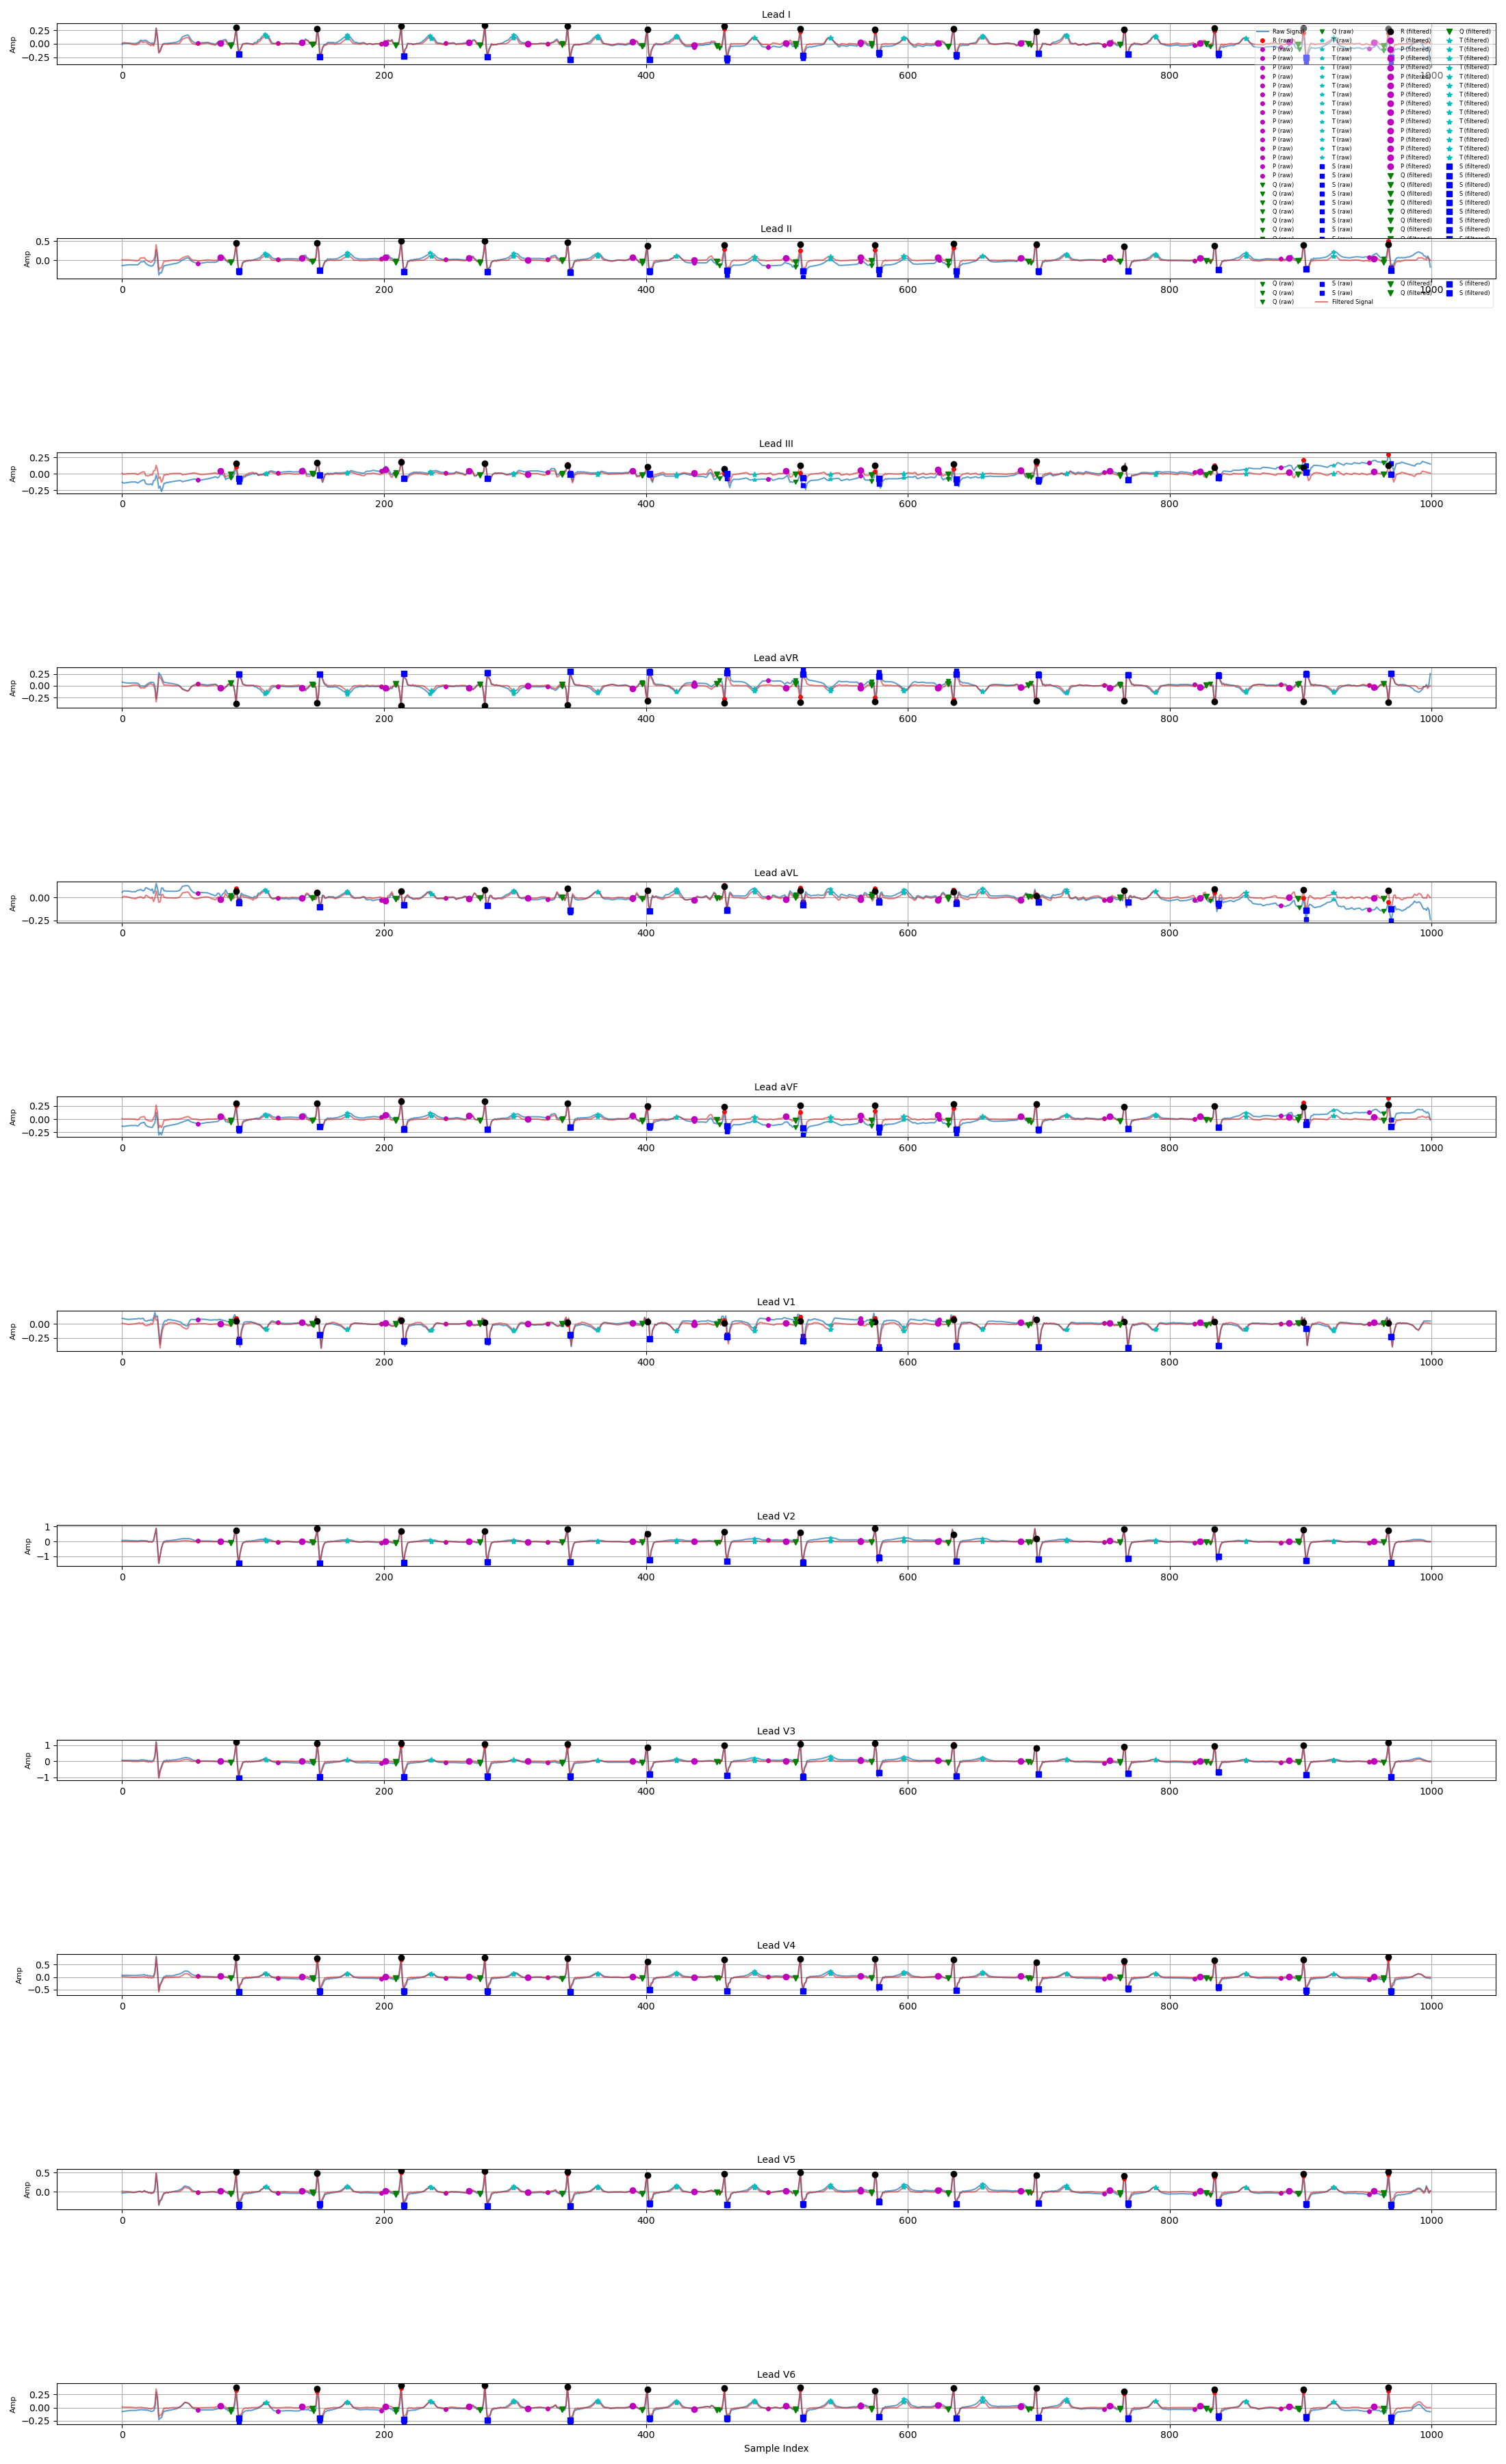 Lead I
Amp
0.25
0.00
−0.25
0 200 400 600 800 1000
Raw Signal Q (raw) R (filtered) Q (filtered)
R (raw) T (raw) P (filtered) T (filtered)
P (raw) T (raw) P (filtered) T (filtered)
P (raw) T (raw) P (filtered) T (filtered)
P (raw) T (raw) P (filtered) T (filtered)
P (raw) T (raw) P (filtered) T (filtered)
P (raw) T (raw) P (filtered) T (filtered)
P (raw) T (raw) P (filtered) T (filtered)
P (raw) T (raw) P (filtered) T (filtered)
P (raw) T (raw) P (filtered) T (filtered)
P (raw) T (raw) P (filtered) T (filtered)
P (raw) T (raw) P (filtered) T (filtered)
P (raw) T (raw) P (filtered) T (filtered)
P (raw) T (raw) P (filtered) T (filtered)
P (raw) T (raw) P (filtered) T (filtered)
P (raw) S (raw) P (filtered) S (filtered)
P (raw) S (raw) Q (filtered) S (filtered)
Q (raw) S (raw) Q (filtered) S (filtered)
Q (raw) S (raw) Q (filtered) S (filtered)
Q (raw) S (raw) Q (filtered) S (filtered)
Q (raw) S (raw) Q (filtered) S (filtered)
Q (raw) S (raw) Q (filtered) S (filtered)
Q (raw) S (raw) Q (filtered) S (filtered)
Q (raw) S (raw) Q (filtered) S (filtered)
Q (raw) S (raw) Q (filtered) S (filtered)
Q (raw) Filtered Signal
Lead II
Amp
0.5
0.0
0 200 400 600 800 1000
Lead III
Amp
0.25
0.00
−0.25
0 200 400 600 800 1000
Lead aVR
Amp
0.25
0.00
−0.25
0 200 400 600 800 1000
Lead aVL
Amp
0.00
−0.25
0 200 400 600 800 1000
Lead aVF
Amp
0.25
0.00
−0.25
0 200 400 600 800 1000
Lead V1
Amp
0.00
−0.25
0 200 400 600 800 1000
Lead V2
Amp
1
0
−1
0 200 400 600 800 1000
Lead V3
Amp
1
0
−1
0 200 400 600 800 1000
Lead V4
Amp
0.5
0.0
−0.5
0 200 400 600 800 1000
Lead V5
Amp
0.5
0.0
0 200 400 600 800 1000
Lead V6
Amp
0.25
0.00
−0.25
0 200 400 600 800 1000
Sample Index